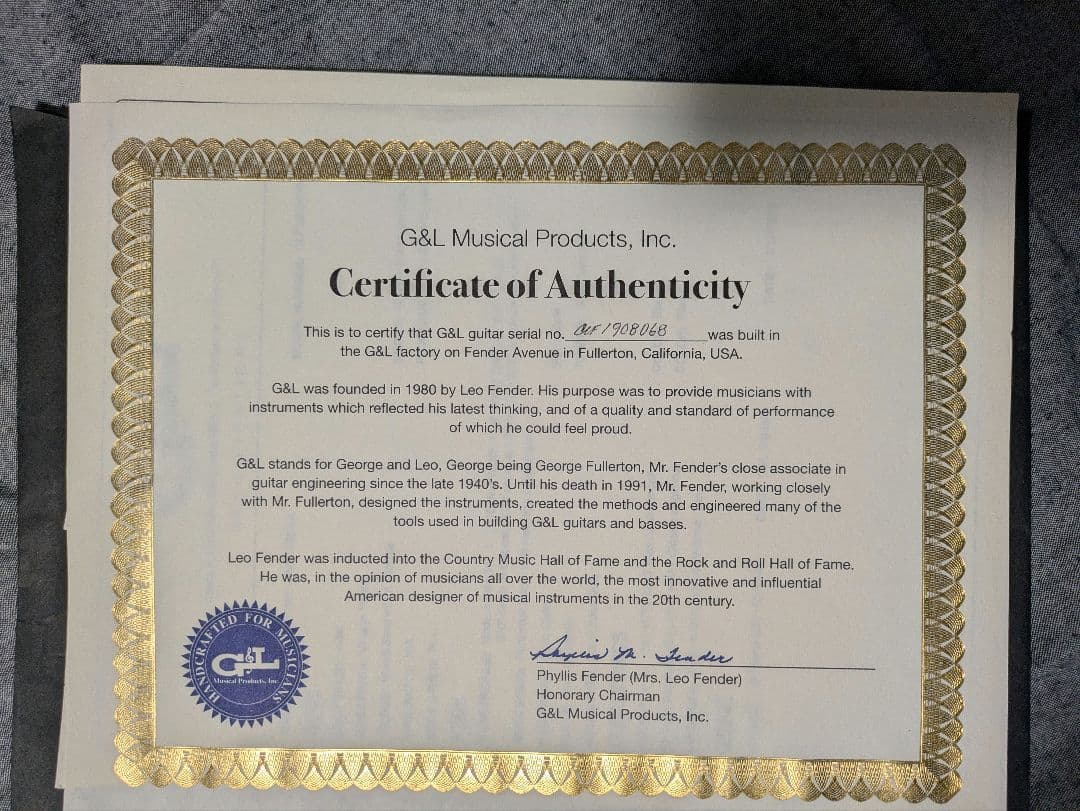 G&L Musical Products, Inc.
Certificate of Authenticity
This is to certify that G&L guitar serial no. CLF1908068 was built in
the G&L factory on Fender Avenue in Fullerton, California, USA.
G&L was founded in 1980 by Leo Fender. His purpose was to provide musicians with
instruments which reflected his latest thinking, and of a quality and standard of performance
of which he could feel proud.
G&L stands for George and Leo, George being George Fullerton, Mr. Fender's close associate in
guitar engineering since the late 1940's. Until his death in 1991, Mr. Fender, working closely
with Mr. Fullerton, designed the instruments, created the methods and engineered many of the
tools used in building G&L guitars and basses.
Leo Fender was inducted into the Country Music Hall of Fame and the Rock and Roll Hall of Fame.
He was, in the opinion of musicians all over the world, the most innovative and influential
American designer of musical instruments in the 20th century.
HANDCRAFTED FOR MUSICIANS
G&L
Musical Products, Inc.
Phyllis M. Fender
Phyllis Fender (Mrs. Leo Fender)
Honorary Chairman
G&L Musical Products, Inc.